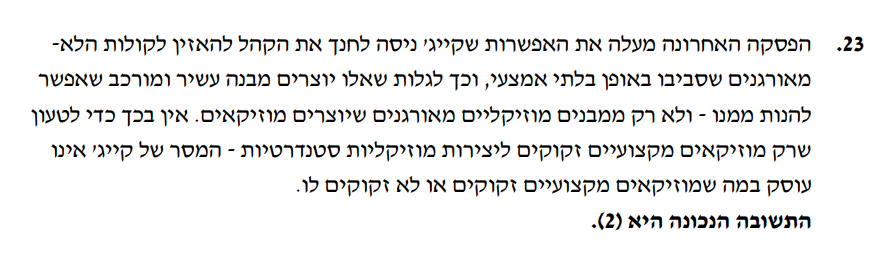 23. הפסקה האחרונה מעלה את האפשרות שקייג' ניסה לחנך את הקהל להאזין לקולות הלא-
מאורגנים שסביבו באופן בלתי אמצעי, וכך לגלות שאלו יוצרים מבנה עשיר ומורכב שאפשר
להנות ממנו - ולא רק ממבנים מוזיקליים מאורגנים שיוצרים מוזיקאים. אין בכך כדי לטעון
שרק מוזיקאים מקצועיים זקוקים ליצירות מוזיקליות סטנדרטיות - המסר של קייג' אינו
עוסק במה שמוזיקאים מקצועיים זקוקים או לא זקוקים לו.
התשובה הנכונה היא (2).